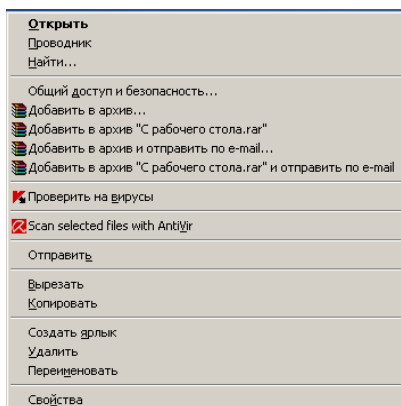 Открыть
Проводник
Найти...
Общий доступ и безопасность...
Добавить в архив...
Добавить в архив "С рабочего стола.rar"
Добавить в архив и отправить по e-mail...
Добавить в архив "С рабочего стола.rar" и отправить по e-mail
Проверить на вирусы
Scan selected files with AntiVir
Отправить
Вырезать
Копировать
Создать ярлык
Удалить
Переименовать
Свойства